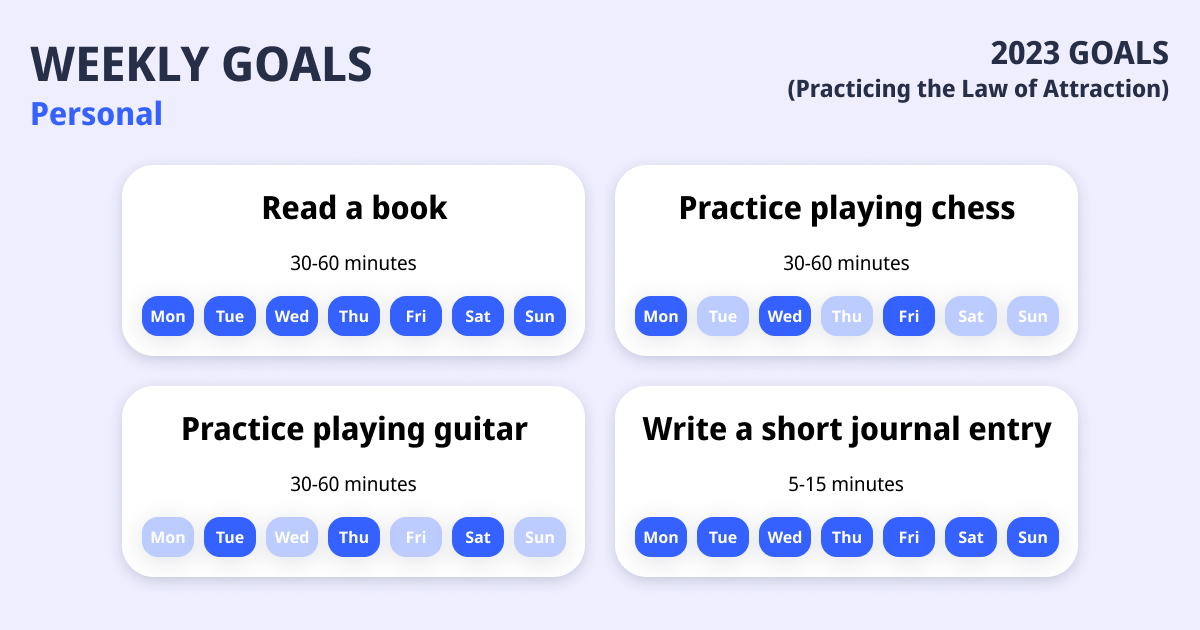 WEEKLY GOALS
Personal
2023 GOALS
(Practicing the Law of Attraction)
Read a book
30-60 minutes
Mon Tue Wed Thu Fri Sat Sun
Practice playing chess
30-60 minutes
Mon Tue Wed Thu Fri Sat Sun
Practice playing guitar
30-60 minutes
Mon Tue Wed Thu Fri Sat Sun
Write a short journal entry
5-15 minutes
Mon Tue Wed Thu Fri Sat Sun